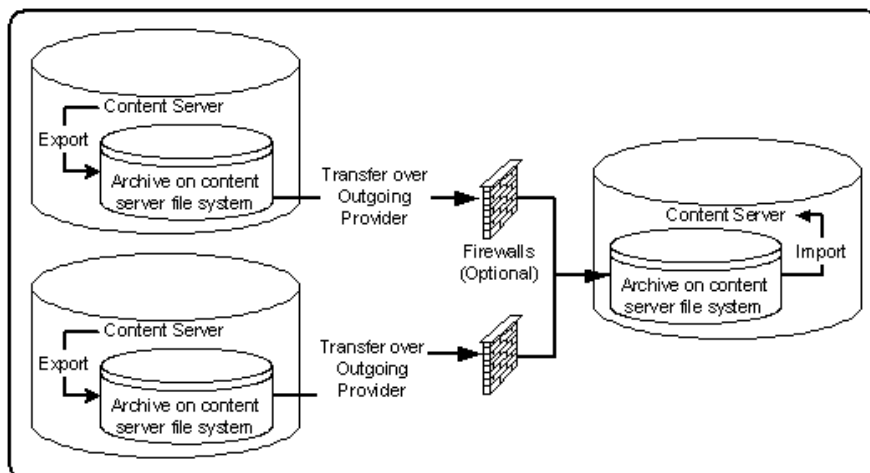 Content Server
Export
Archive on content
server file system
Transfer over
Outgoing
Provider
Firewalls
(Optional)
Content Server
Import
Archive on content
server file system
Content Server
Export
Archive on content
server file system
Transfer over
Outgoing
Provider